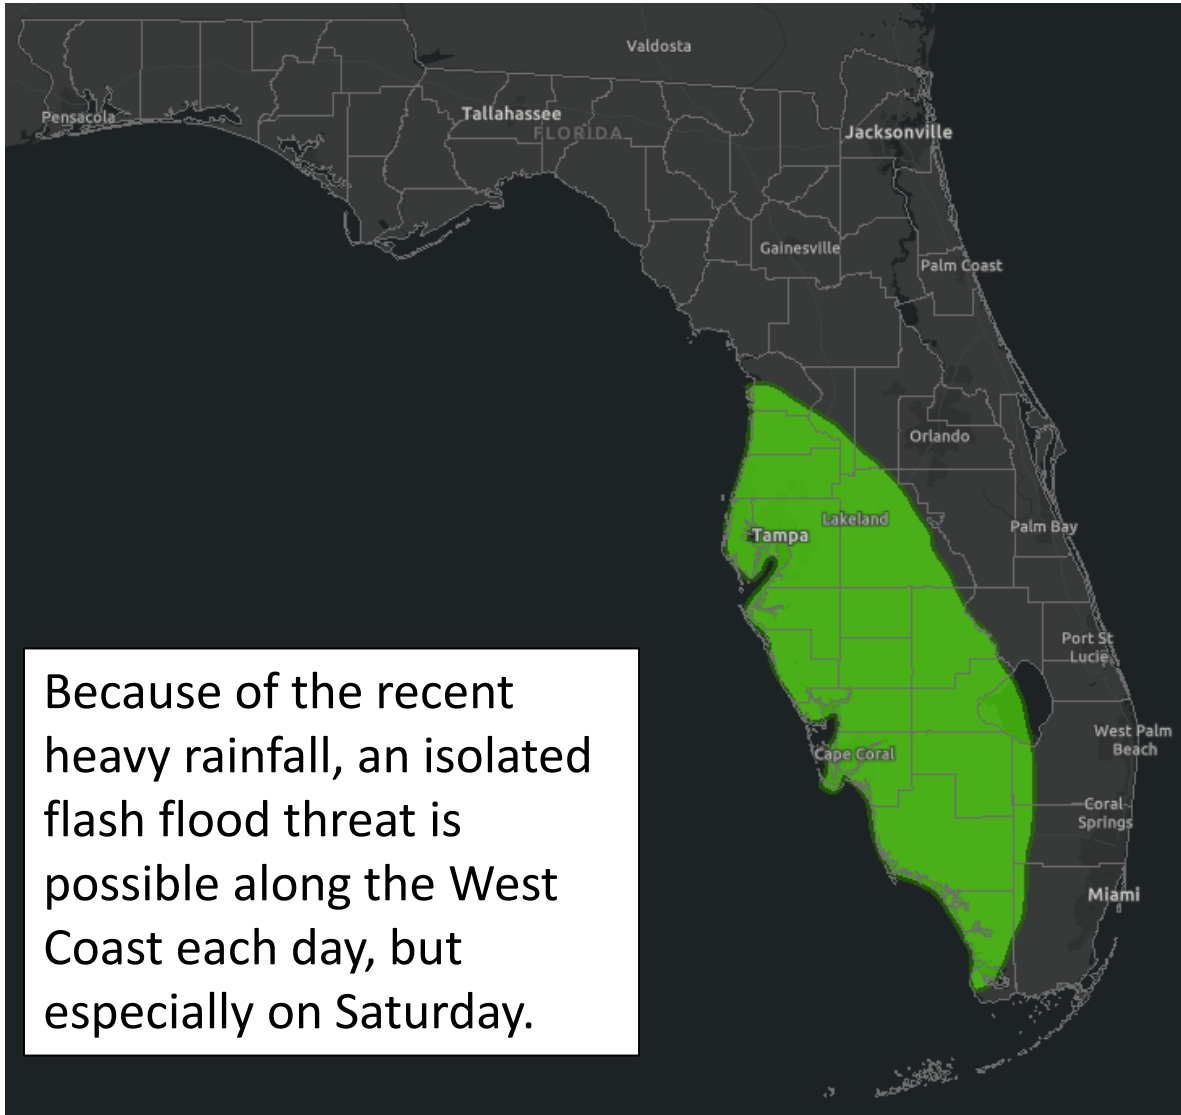 Valdosta
Pensacola
Tallahassee
FLORIDA
Jacksonville
Gainesville
Palm Coast
Orlando
Lakeland
Palm Bay
Tampa
Port St
Lucie
West Palm
Beach
Cape Coral
Coral
Springs
Miami
Because of the recent
heavy rainfall, an isolated
flash flood threat is
possible along the West
Coast each day, but
especially on Saturday.